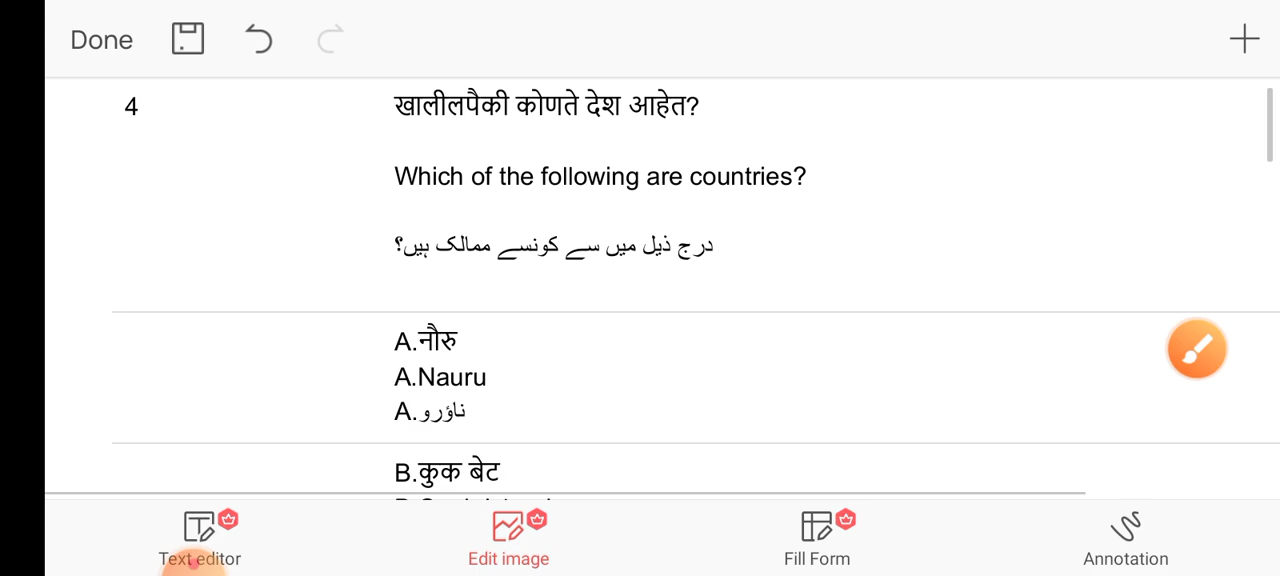 Done
4
खालीलपैकी कोणते देश आहेत?
Which of the following are countries?
درج ذیل میں سے کونسے ممالک ہیں؟
A.नौरु
A.Nauru
A.ناؤرو
B.कुक बेट
Text editor
Edit image
Fill Form
Annotation